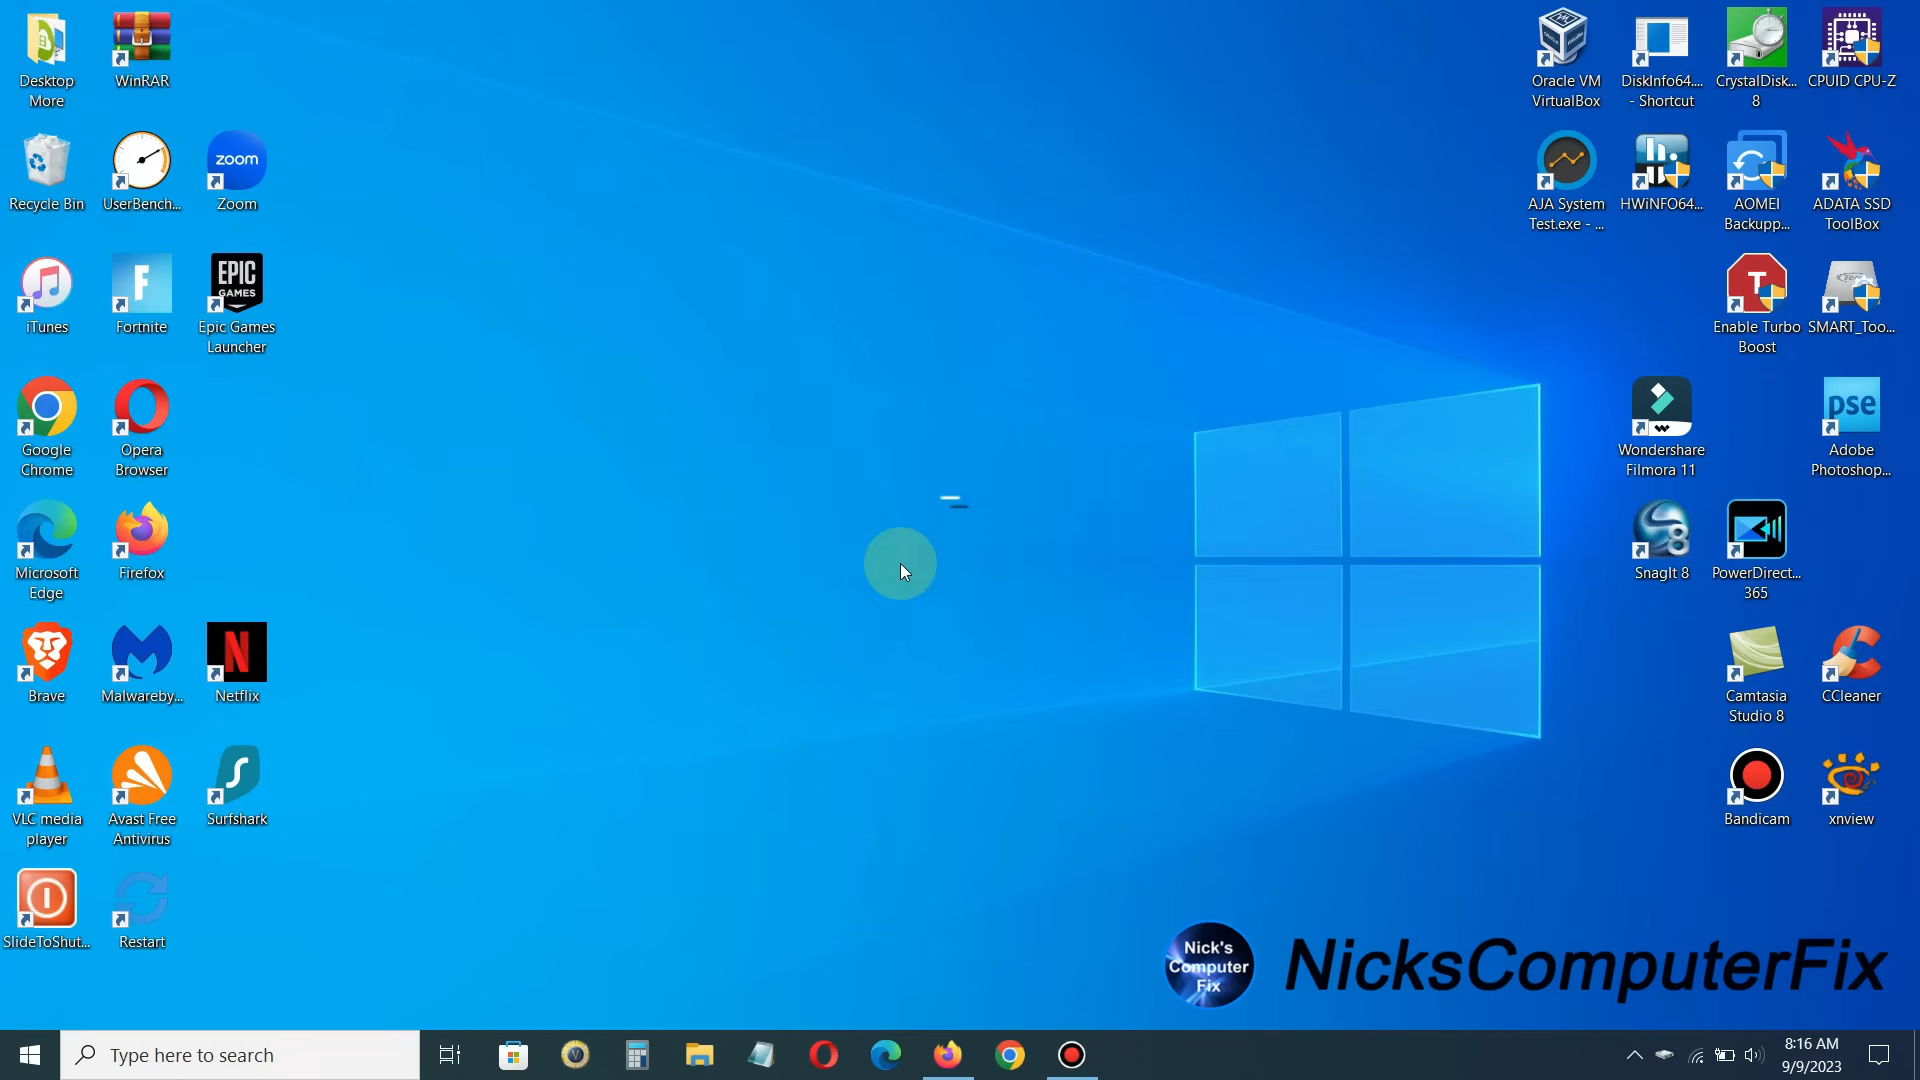 Desktop
More
WinRAR
Recycle Bin
UserBench...
zoom
Zoom
iTunes
F
Fortnite
EPIC
GAMES
Epic Games
Launcher
Google
Chrome
Opera
Browser
Microsoft
Edge
Firefox
Brave
Malwareby...
N
Netflix
VLC media
player
Avast Free
Antivirus
Surfshark
SlideToShut...
Restart
Oracle VM
VirtualBox
DiskInfo64....
- Shortcut
CrystalDisk...
8
CPUID CPU-Z
AJA System
Test.exe - ...
HWiNFO64...
AOMEI
Backupp...
ADATA SSD
ToolBox
T
Enable Turbo
Boost
SMART_Too...
Wondershare
Filmora 11
pse
Adobe
Photoshop...
8
SnagIt 8
PowerDirect...
365
Camtasia
Studio 8
CCleaner
Bandicam
xnview
Nick's
Computer
Fix
NicksComputerFix
Type here to search
8:16 AM
9/9/2023